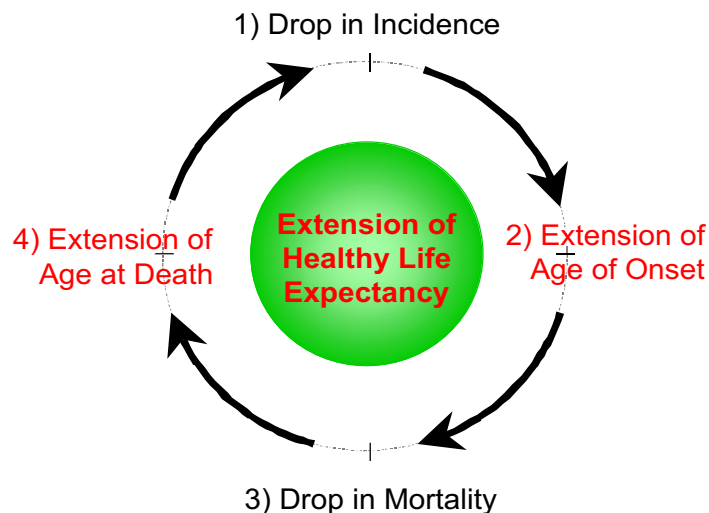 1) Drop in Incidence
2) Extension of
Age of Onset
3) Drop in Mortality
4) Extension of
Age at Death
Extension of
Healthy Life
Expectancy